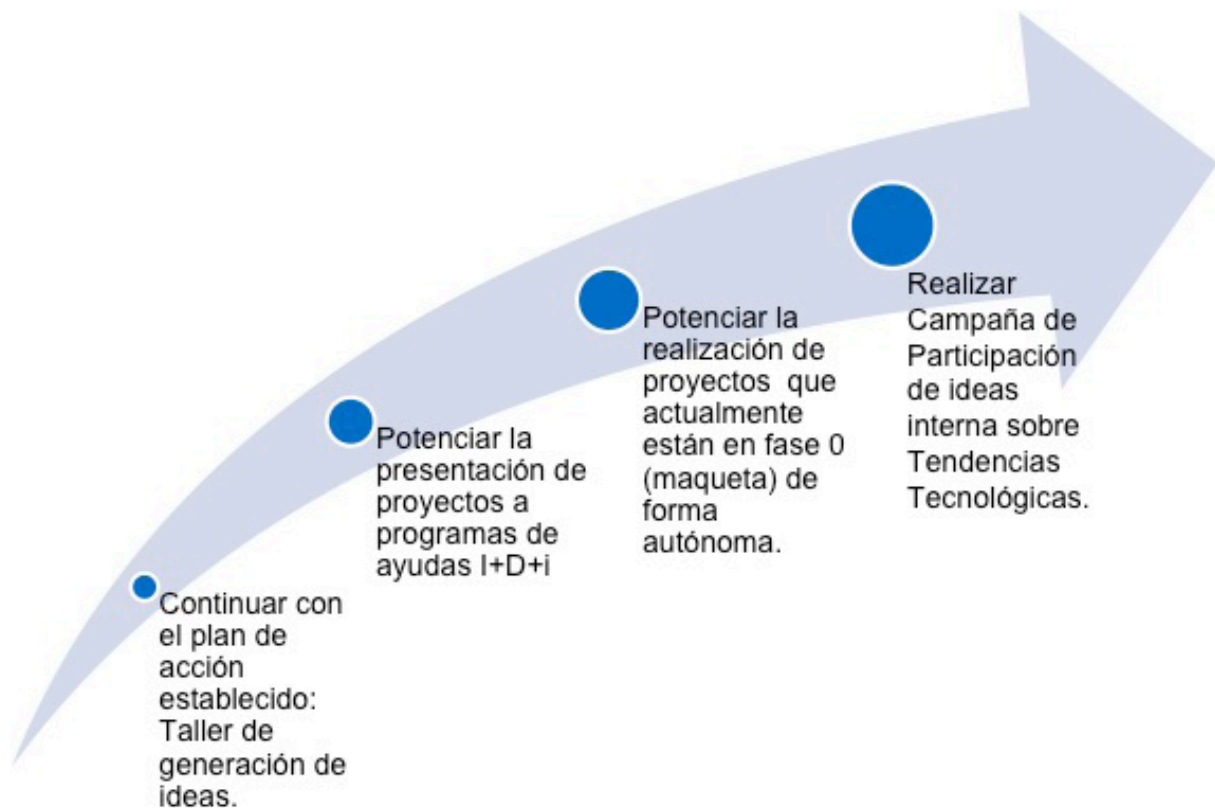 Continuar con
el plan de
acción
establecido:
Taller de
generación de
ideas.
Potenciar la
presentación de
proyectos a
programas de
ayudas I+D+i
Potenciar la
realización de
proyectos  que
actualmente
están en fase 0
(maqueta) de
forma
autónoma.
Realizar
Campaña de
Participación
de ideas
interna sobre
Tendencias
Tecnológicas.